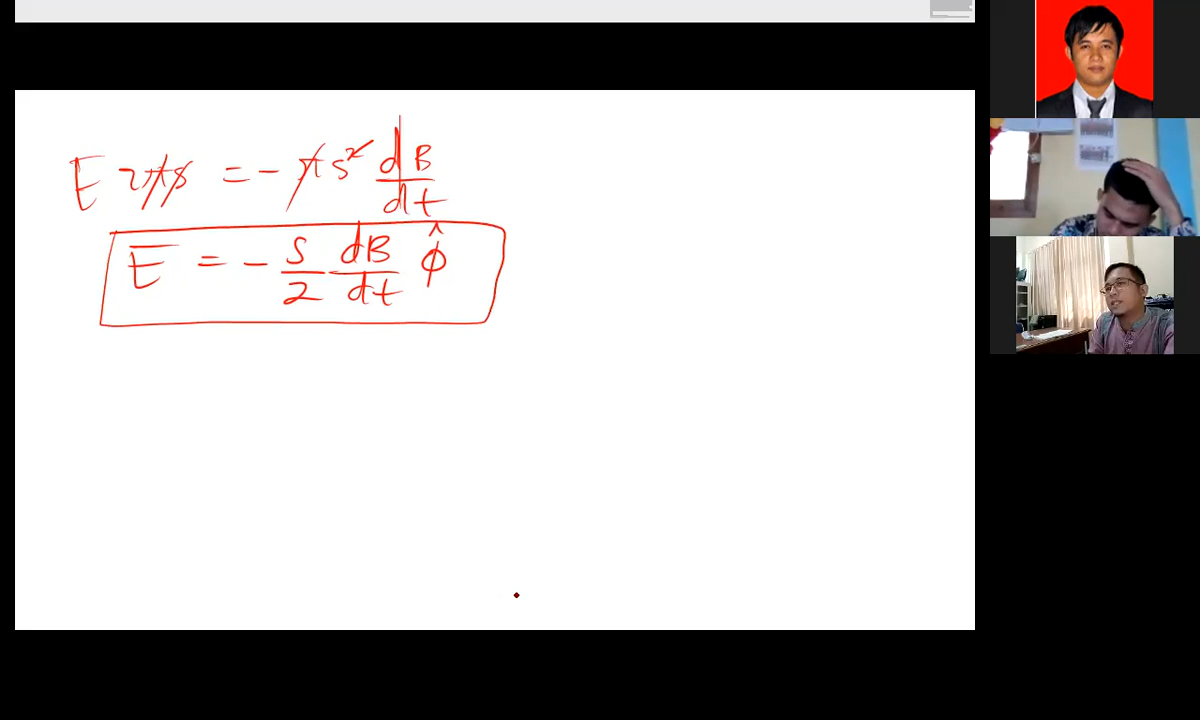 E 2πs = - πs² dB/dt
E̅ = - s/2 dB/dt ϕ̂